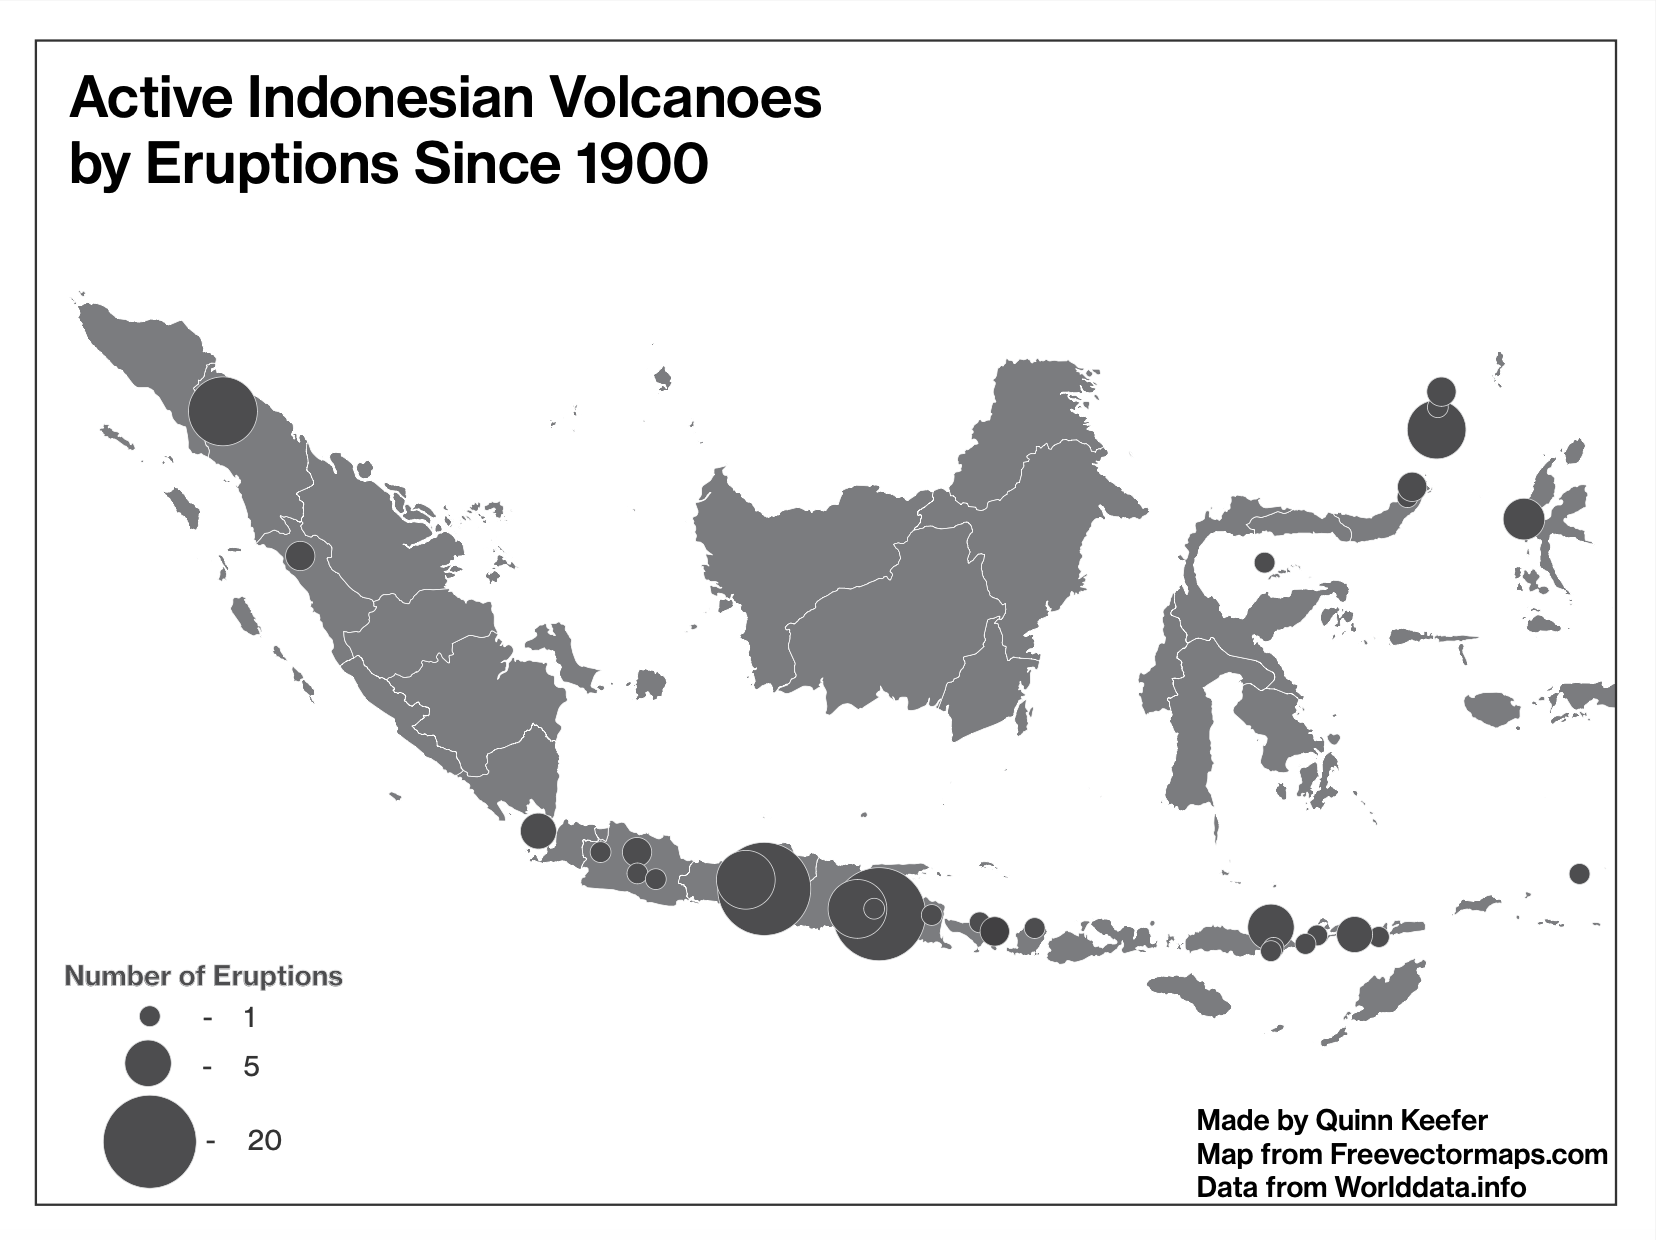 Active Indonesian Volcanoes
by Eruptions Since 1900
Number of Eruptions
- 1
- 5
- 20
Made by Quinn Keefer
Map from Freevectormaps.com
Data from Worlddata.info